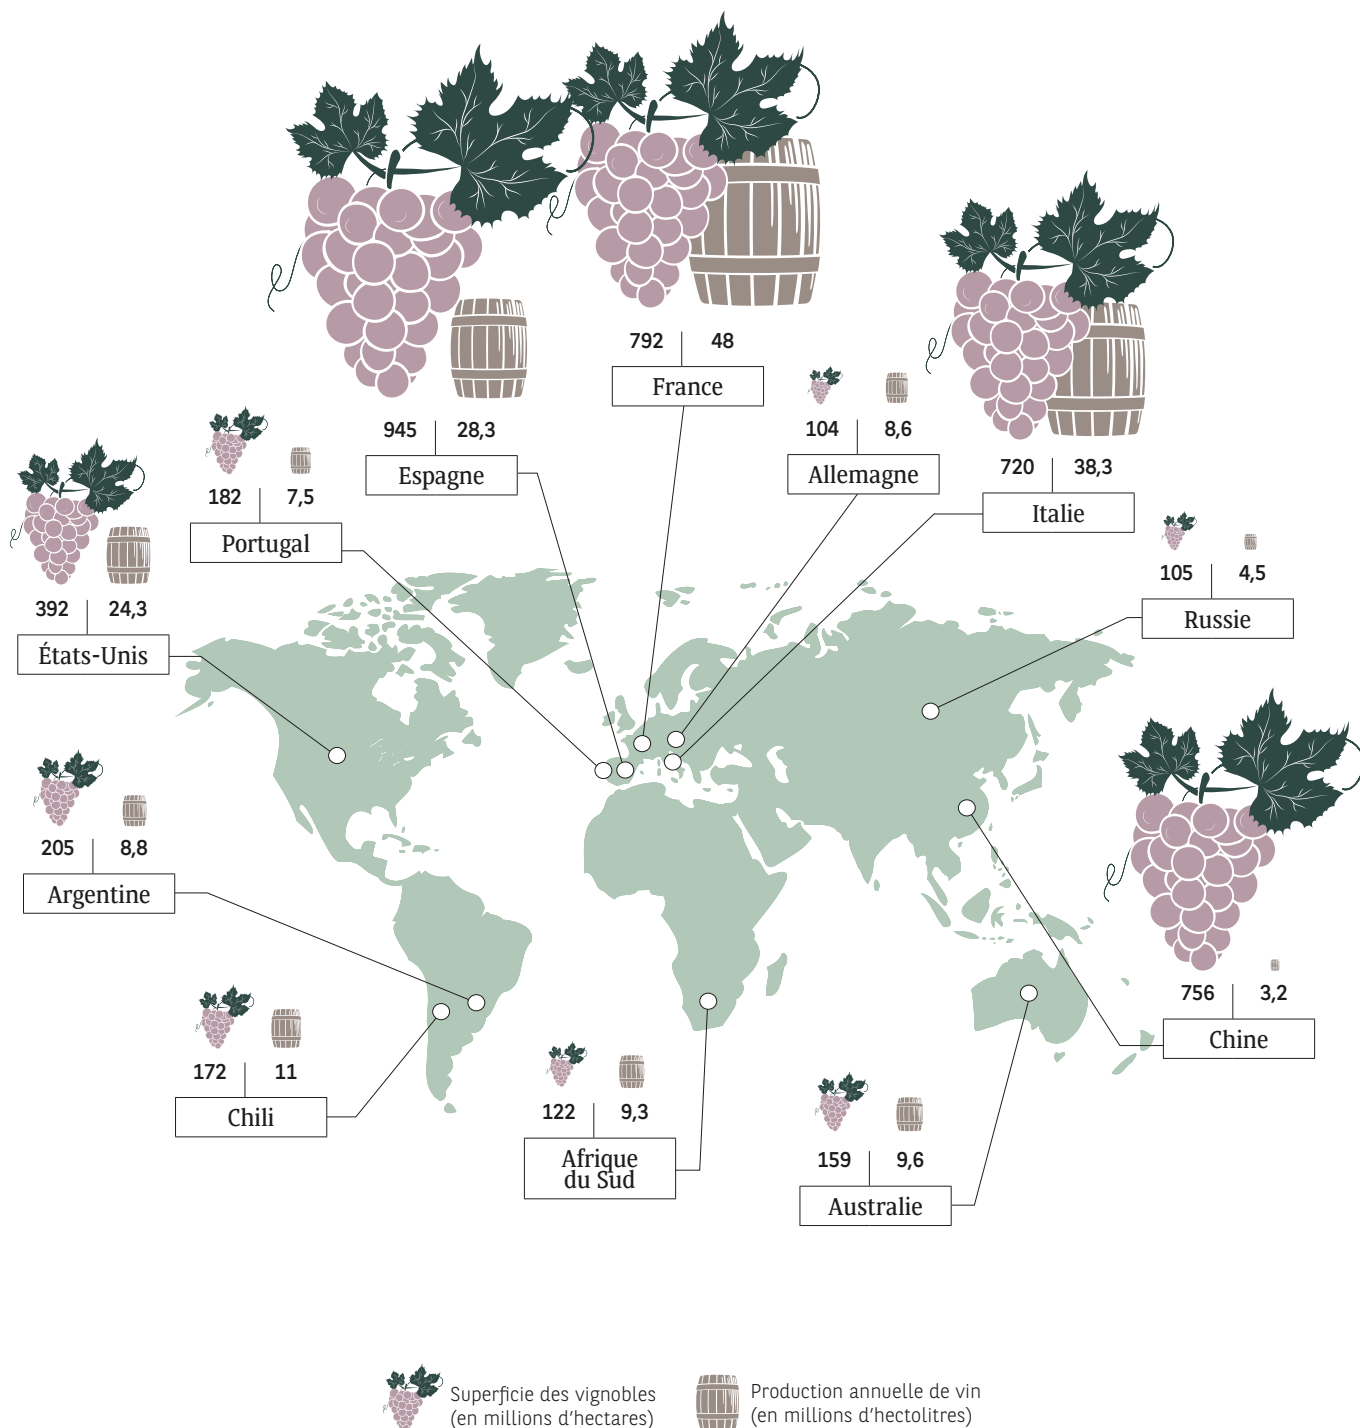 792 48
France
945 28,3
Espagne
104 8,6
Allemagne
720 38,3
Italie
182 7,5
Portugal
392 24,3
États-Unis
105 4,5
Russie
205 8,8
Argentine
756 3,2
Chine
172 11
Chili
122 9,3
Afrique
du Sud
159 9,6
Australie
Superficie des vignobles
(en millions d'hectares)
Production annuelle de vin
(en millions d'hectolitres)